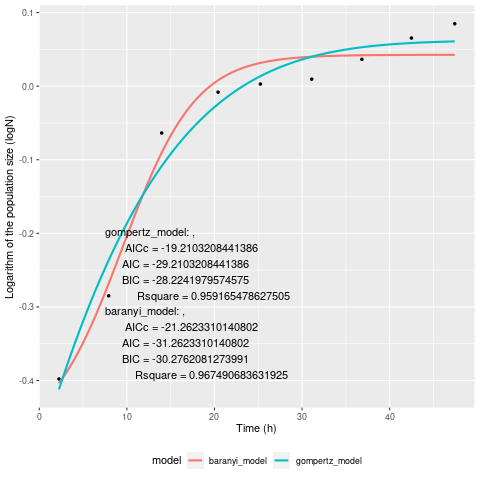 0.1
0.0
-0.1
-0.2
-0.3
-0.4
Logarithm of the population size (logN)
gompertz_model: ,
AICc = -19.2103208441386
AIC = -29.2103208441386
BIC = -28.2241979574575
Rsquare = 0.959165478627505
baranyi_model: ,
AICc = -21.2623310140802
AIC = -31.2623310140802
BIC = -30.2762081273991
Rsquare = 0.967490683631925
0 10 20 30 40
Time (h)
model baranyi_model gompertz_model